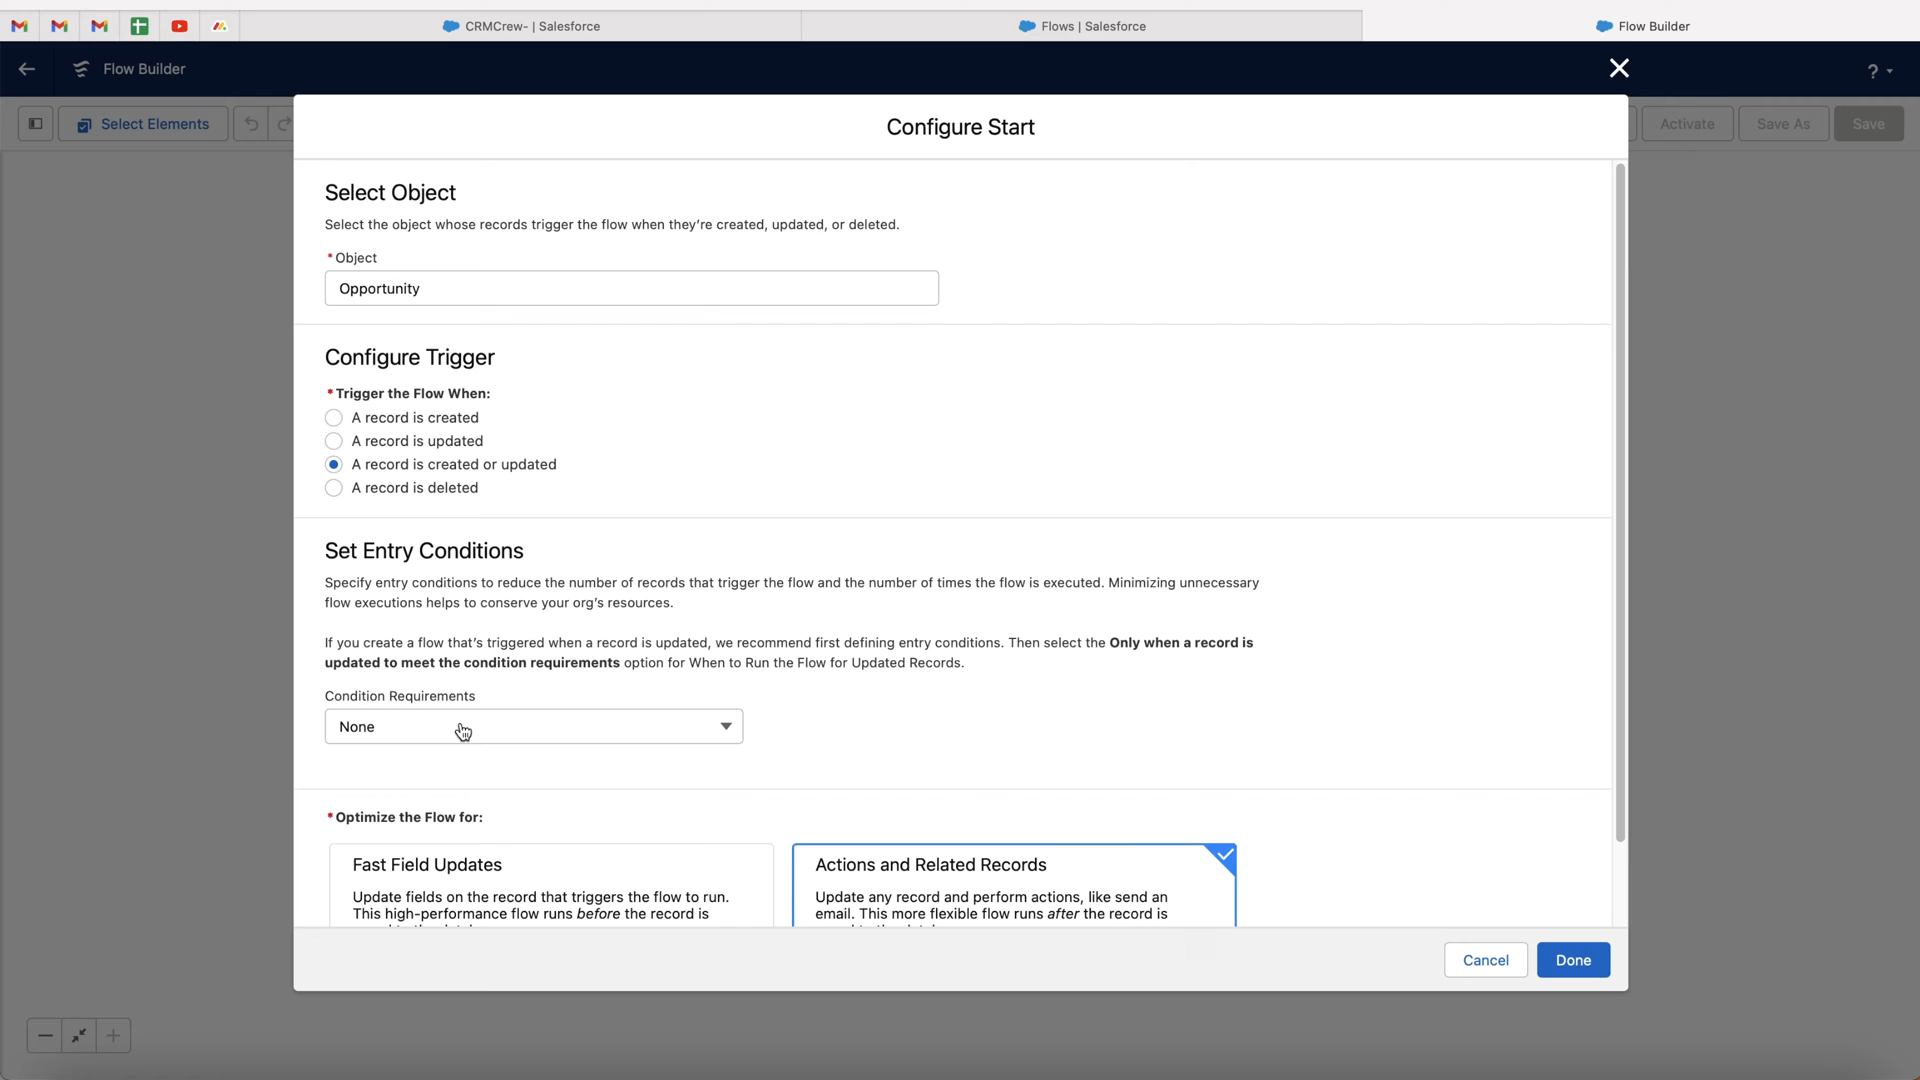 CRMCrew- | Salesforce
Flows | Salesforce
Flow Builder
Flow Builder
?
Select Elements
Activate
Save As
Save
Configure Start
Select Object
Select the object whose records trigger the flow when they're created, updated, or deleted.
* Object
Opportunity
Configure Trigger
* Trigger the Flow When:
A record is created
A record is updated
A record is created or updated
A record is deleted
Set Entry Conditions
Specify entry conditions to reduce the number of records that trigger the flow and the number of times the flow is executed. Minimizing unnecessary
flow executions helps to conserve your org's resources.
If you create a flow that's triggered when a record is updated, we recommend first defining entry conditions. Then select the Only when a record is
updated to meet the condition requirements option for When to Run the Flow for Updated Records.
Condition Requirements
None
* Optimize the Flow for:
Fast Field Updates
Update fields on the record that triggers the flow to run.
This high-performance flow runs before the record is
Actions and Related Records
Update any record and perform actions, like send an
email. This more flexible flow runs after the record is
Cancel
Done